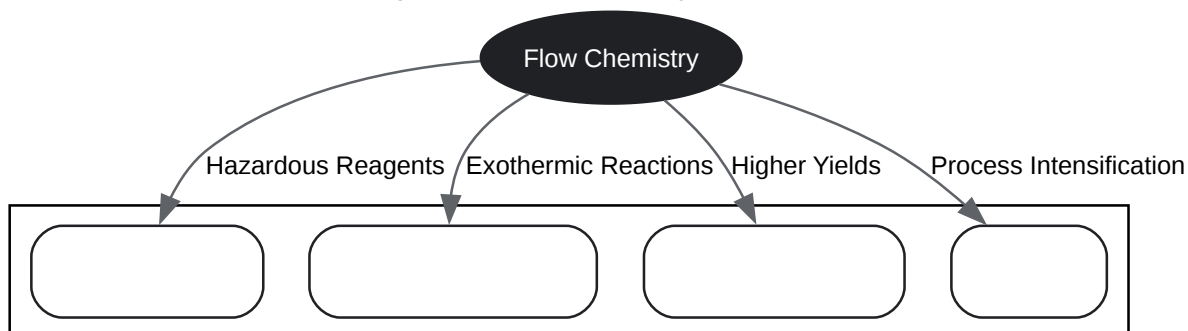 Flow Chemistry
Hazardous Reagents
Exothermic Reactions
Higher Yields
Process Intensification